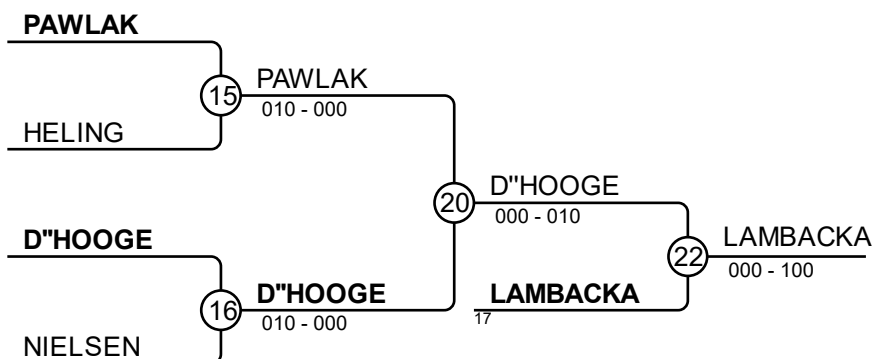 PAWLAK
15
PAWLAK
010 - 000
HELING
20
D"HOOGE
000 - 010
D"HOOGE
22
LAMBACKA
000 - 100
16
D"HOOGE
010 - 000
LAMBACKA
17
NIELSEN